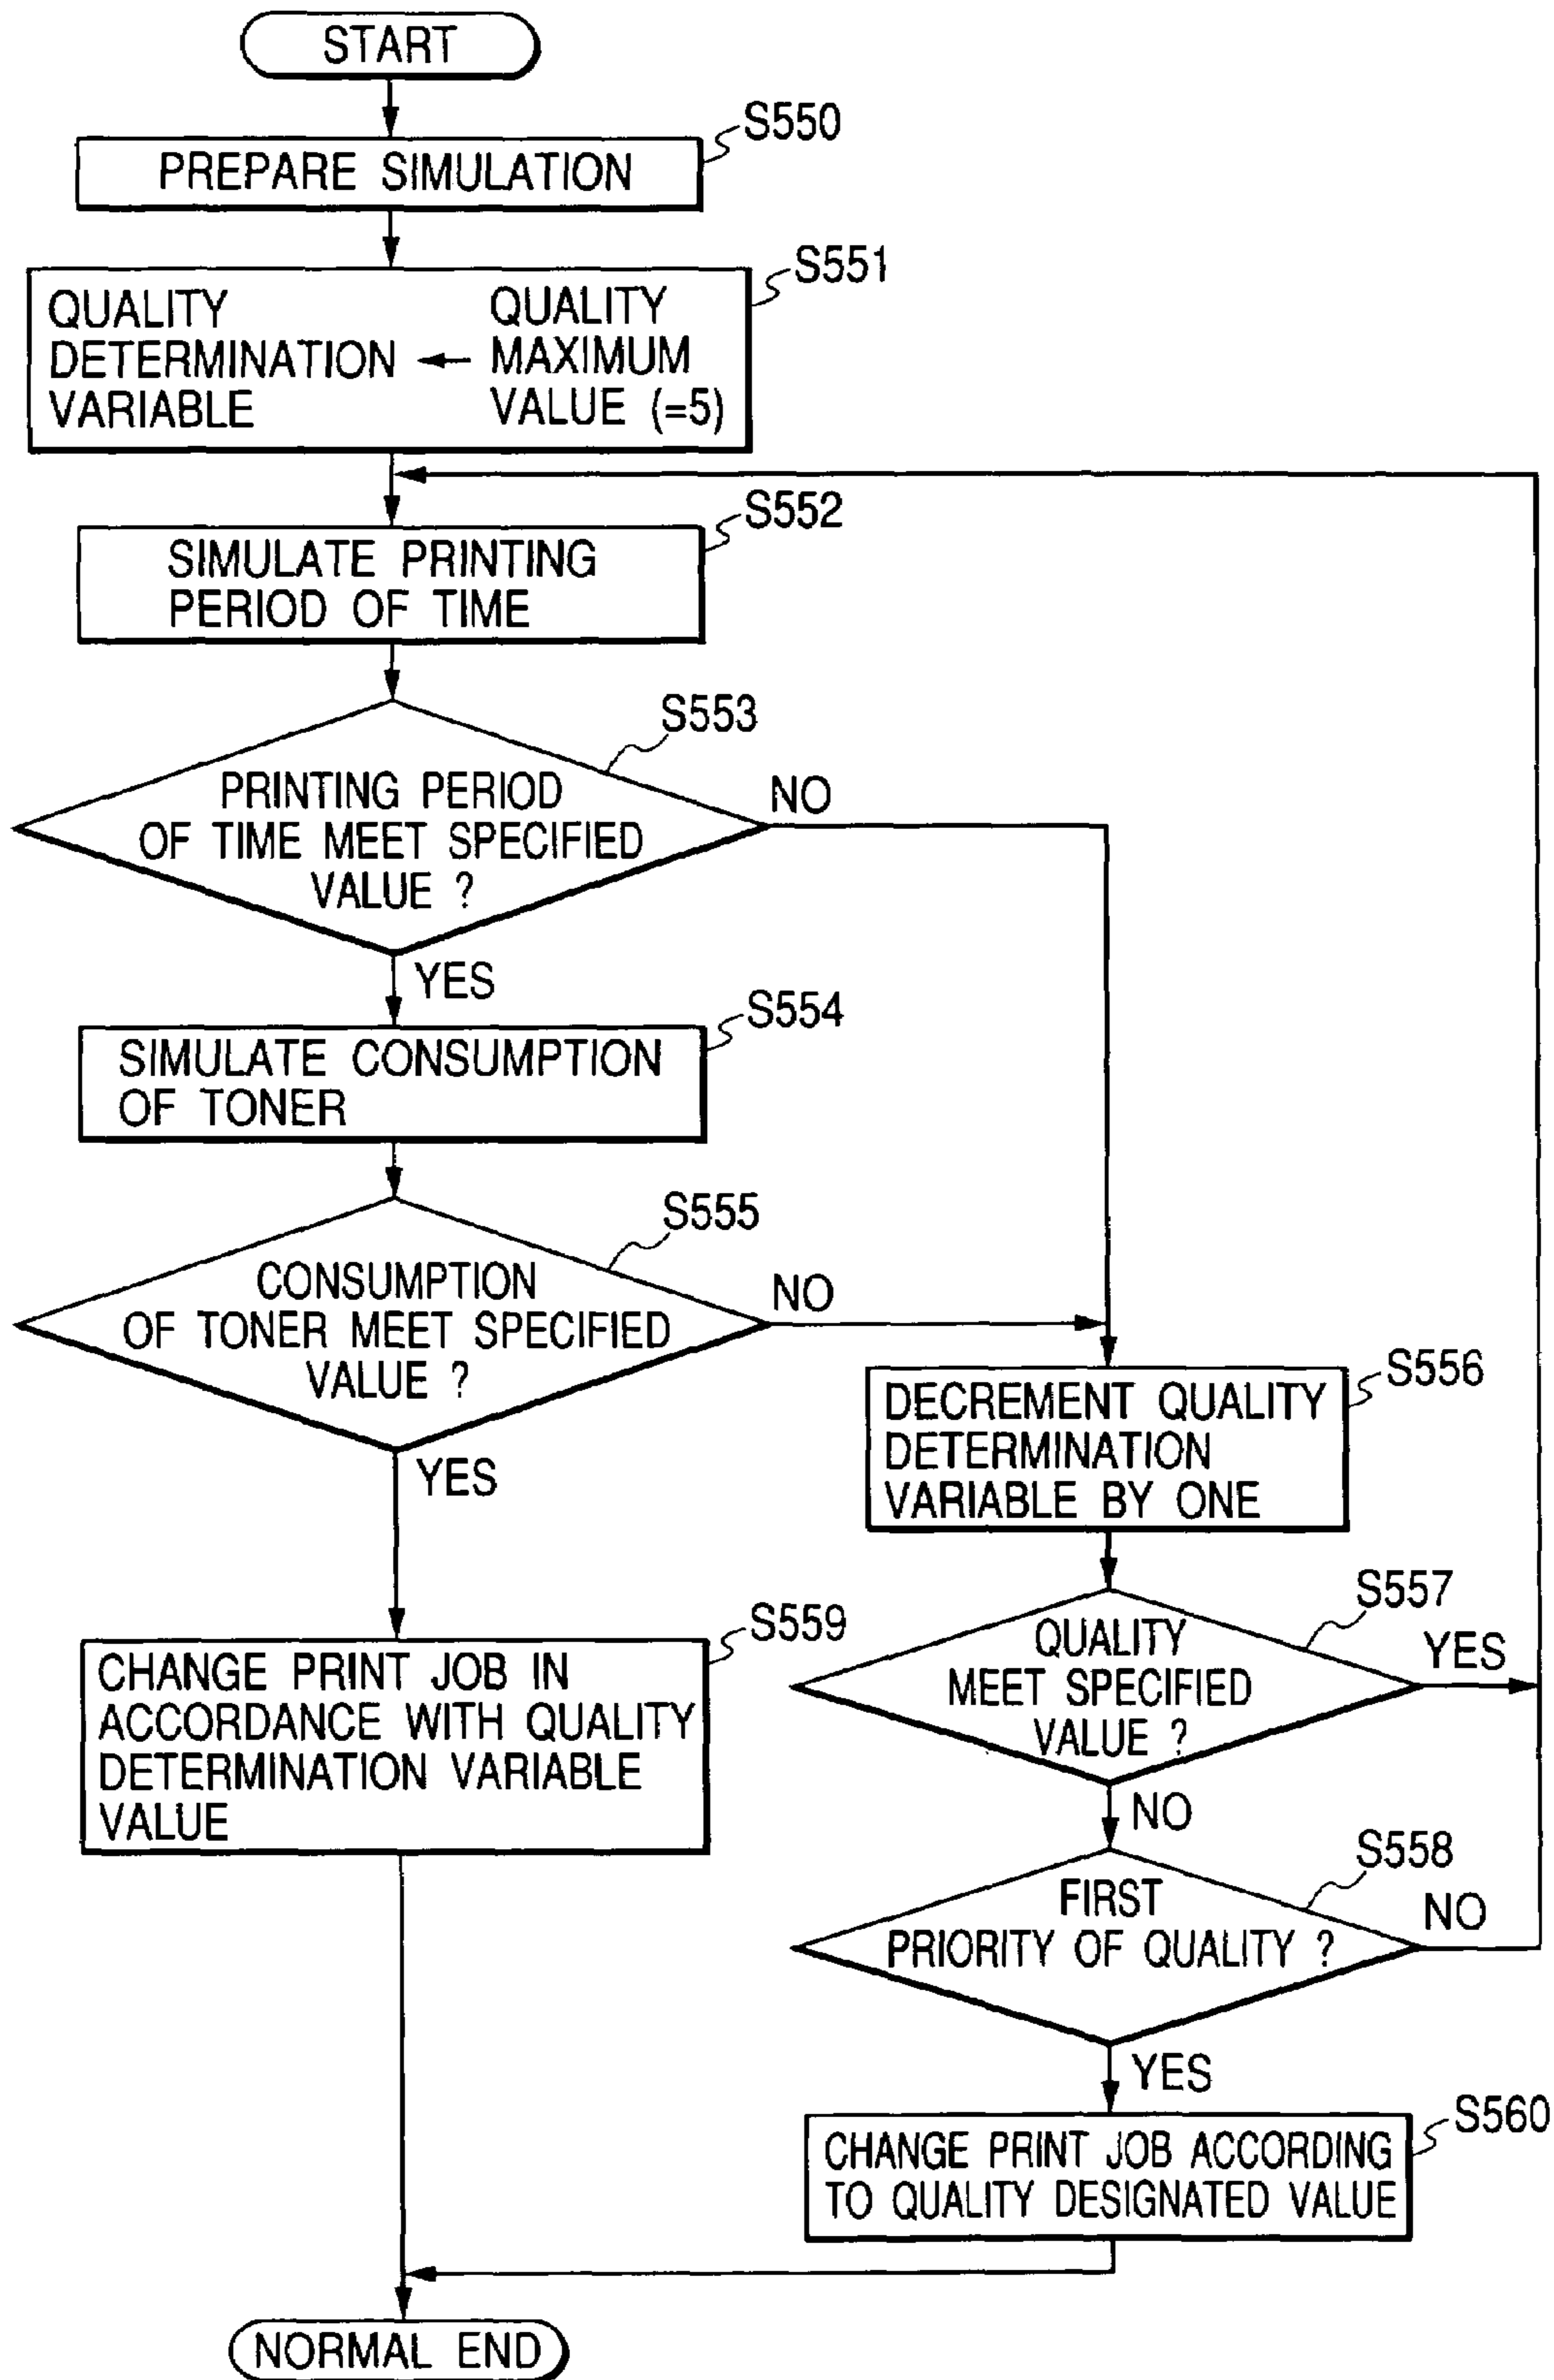 START
S550
PREPARE SIMULATION
S551
QUALITY
DETERMINATION
VARIABLE
←
QUALITY
MAXIMUM
VALUE (=5)
S552
SIMULATE PRINTING
PERIOD OF TIME
S553
PRINTING PERIOD
OF TIME MEET SPECIFIED
VALUE ?
NO
YES
S554
SIMULATE CONSUMPTION
OF TONER
S555
CONSUMPTION
OF TONER MEET SPECIFIED
VALUE ?
NO
YES
S556
DECREMENT QUALITY
DETERMINATION
VARIABLE BY ONE
S557
QUALITY
MEET SPECIFIED
VALUE ?
YES
NO
S559
CHANGE PRINT JOB IN
ACCORDANCE WITH QUALITY
DETERMINATION VARIABLE
VALUE
S558
FIRST
PRIORITY OF QUALITY ?
NO
YES
S560
CHANGE PRINT JOB ACCORDING
TO QUALITY DESIGNATED VALUE
NORMAL END